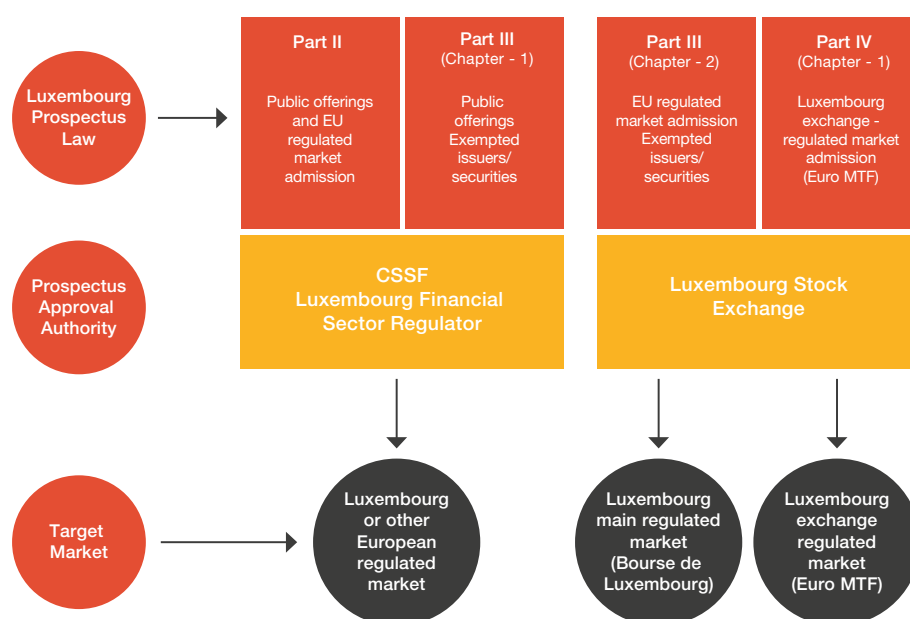 Luxembourg
Prospectus
Law
Part II
Public offerings
and EU
regulated
market
admission
Part III
(Chapter - 1)
Public
offerings
Exempted
issuers/
securities
Part III
(Chapter - 2)
EU regulated
market admission
Exempted
issuers/
securities
Part IV
(Chapter - 1)
Luxembourg
exchange -
regulated market
admission
(Euro MTF)
Prospectus
Approval
Authority
CSSF
Luxembourg Financial
Sector Regulator
Luxembourg Stock
Exchange
Target
Market
Luxembourg
or other
European
regulated
market
Luxembourg
main regulated
market
(Bourse de
Luxembourg)
Luxembourg
exchange
regulated
market
(Euro MTF)